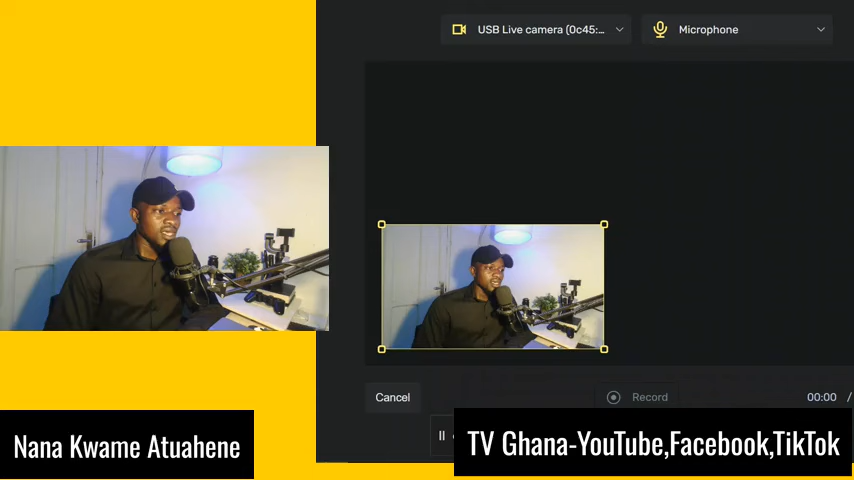 USB Live camera (0c45:...
Microphone
Cancel
Record
00:00 /
Nana Kwame Atuahene
TV Ghana-YouTube,Facebook,TikTok